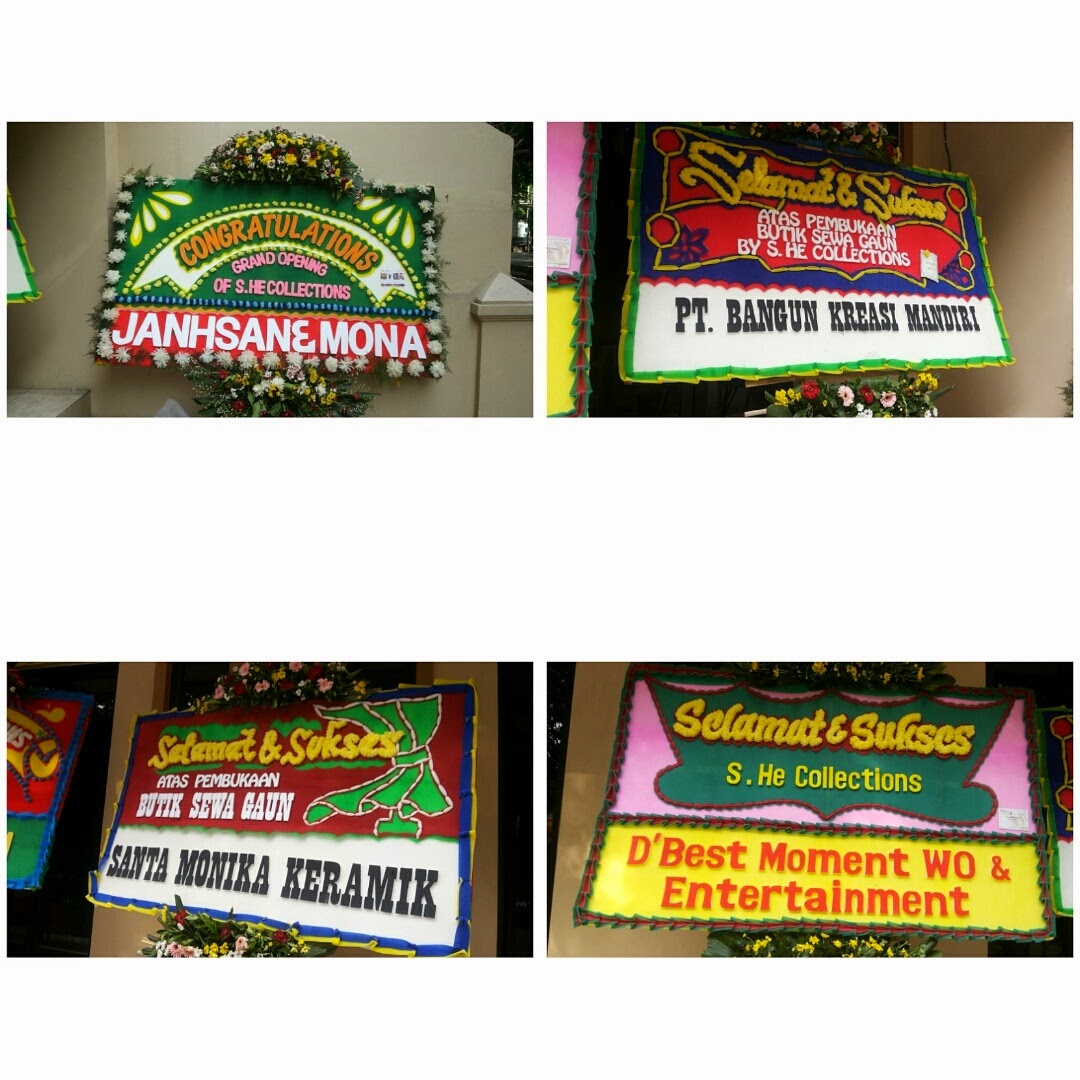 CONGRATULATIONS
GRAND OPENING
OF S.HE COLLECTIONS
JANHSAN & MONA
Selamat & Sukses
ATAS PEMBUKAAN
BUTIK SEWA GAUN
BY S. HE COLLECTIONS
PT. BANGUN KREASI MANDIRI
Selamat & Sukses
ATAS PEMBUKAAN
BUTIK SEWA GAUN
SANTA MONIKA KERAMIK
Selamat & Sukses
S. He Collections
D'Best Moment WO &
Entertainment